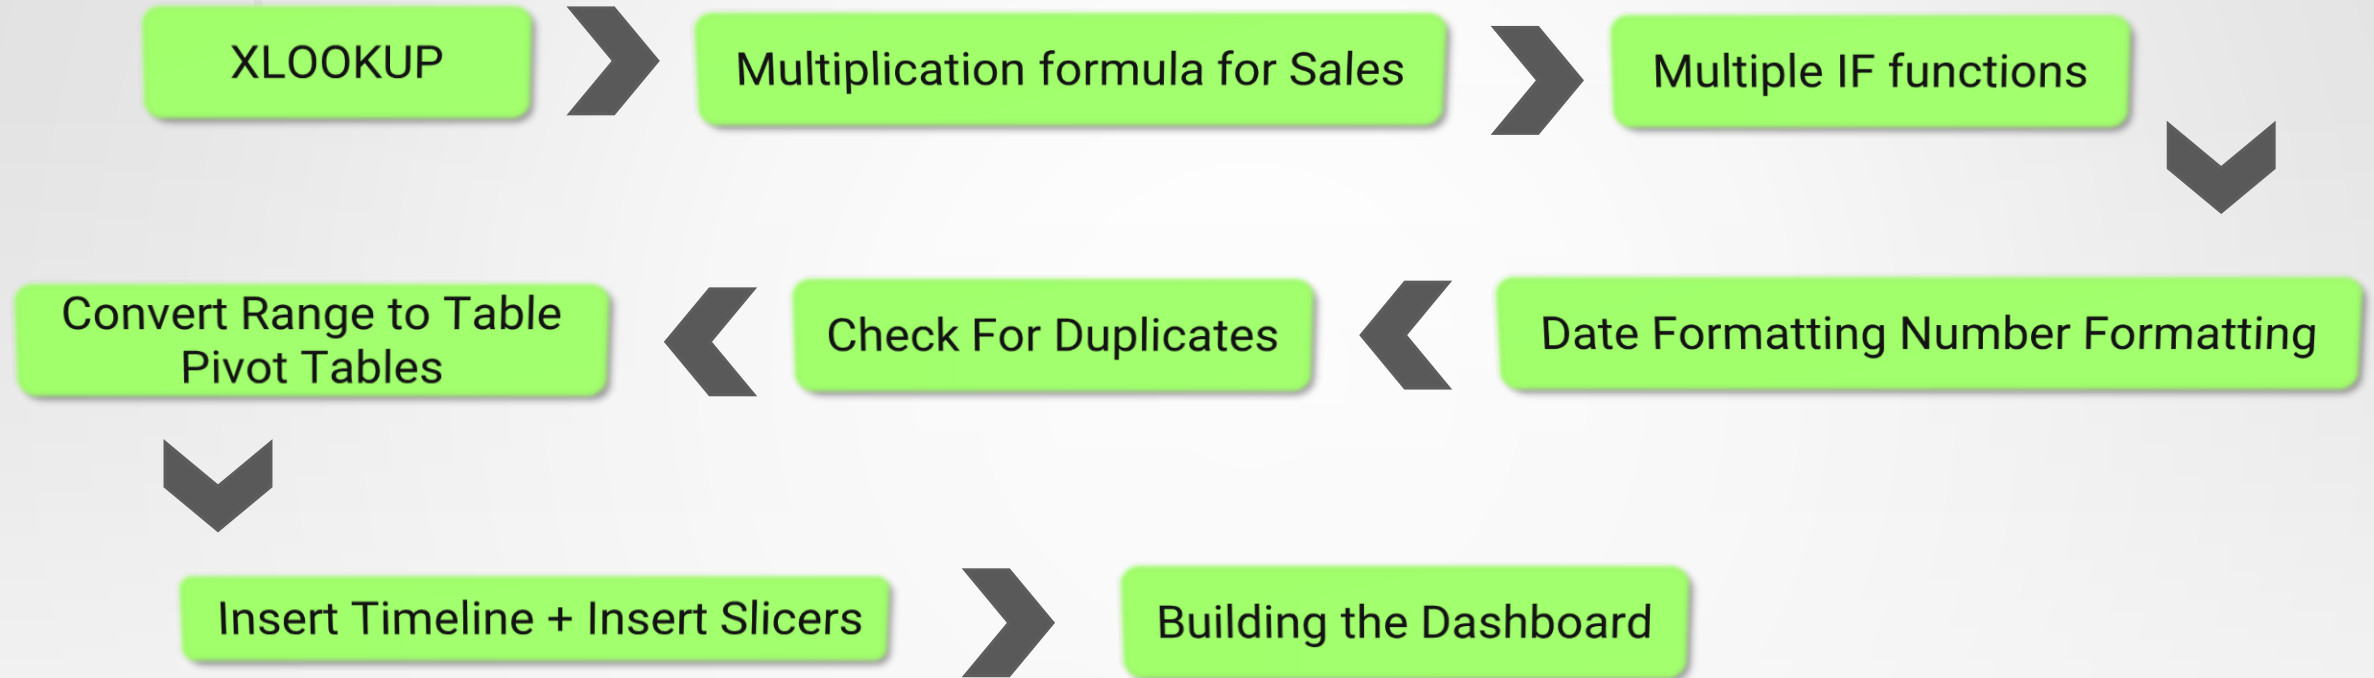 XLOOKUP
Multiplication formula for Sales
Multiple IF functions
Date Formatting Number Formatting
Check For Duplicates
Convert Range to Table
Pivot Tables
Insert Timeline + Insert Slicers
Building the Dashboard